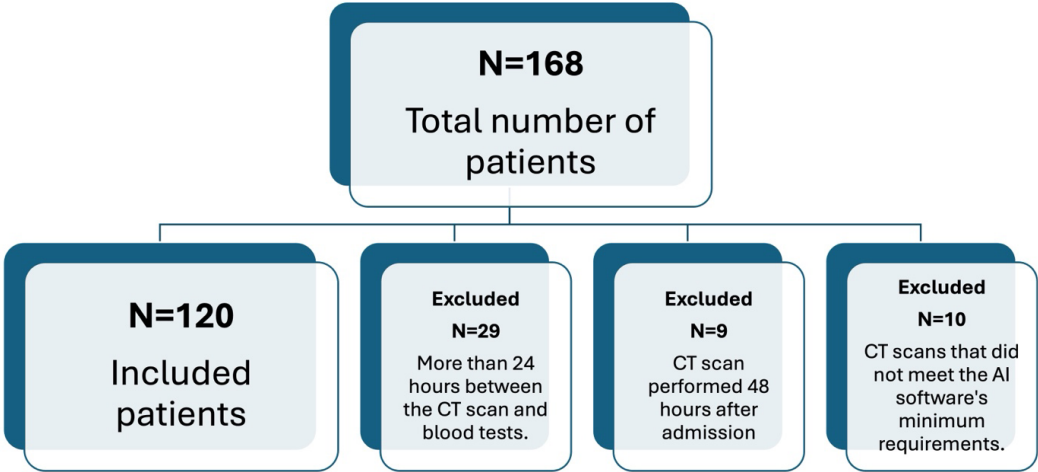 N=168
Total number of
patients
N=120
Included
patients
Excluded
N=29
More than 24
hours between
the CT scan and
blood tests.
Excluded
N=9
CT scan
performed 48
hours after
admission
Excluded
N=10
CT scans that did
not meet the AI
software's
minimum
requirements.